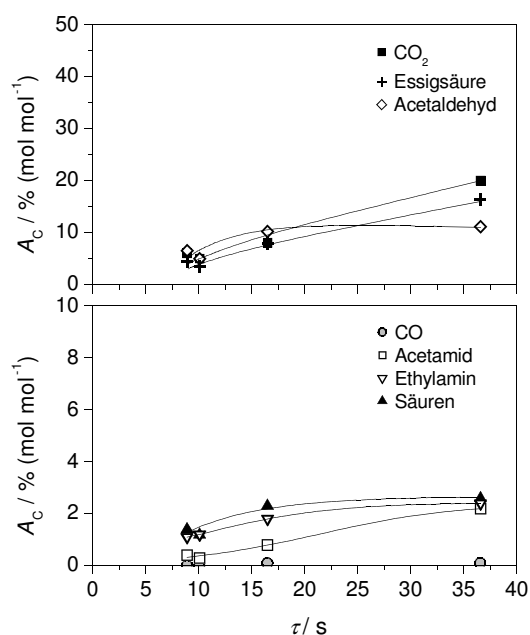 50
40
30
20
10
0
A_C / % (mol mol⁻¹)
CO₂
Essigsäure
Acetaldehyd
10
8
6
4
2
0
A_C / % (mol mol⁻¹)
CO
Acetamid
Ethylamin
Säuren
0 5 10 15 20 25 30 35 40
τ / s